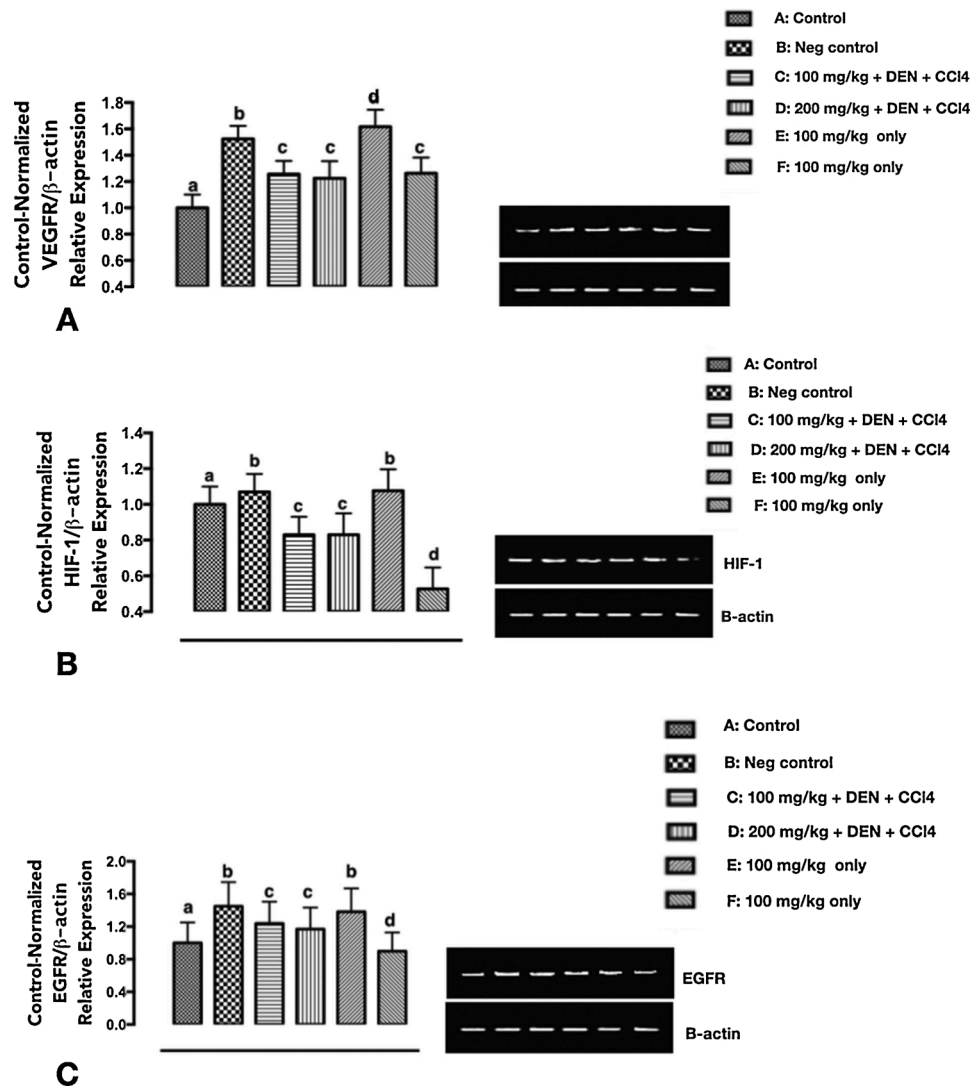 A: Control
B: Neg control
C: 100 mg/kg + DEN + CCl4
D: 200 mg/kg + DEN + CCl4
E: 100 mg/kg only
F: 100 mg/kg only
Control-Normalized
VEGFR/β-actin
Relative Expression
1.8
1.6
1.4
1.2
1.0
0.8
0.6
0.4
a
b
c
c
d
c
A
A: Control
B: Neg control
C: 100 mg/kg + DEN + CCl4
D: 200 mg/kg + DEN + CCl4
E: 100 mg/kg only
F: 100 mg/kg only
Control-Normalized
HIF-1/β-actin
Relative Expression
1.4
1.2
1.0
0.8
0.6
0.4
a
b
c
c
b
d
HIF-1
B-actin
B
A: Control
B: Neg control
C: 100 mg/kg + DEN + CCl4
D: 200 mg/kg + DEN + CCl4
E: 100 mg/kg only
F: 100 mg/kg only
Control-Normalized
EGFR/β-actin
Relative Expression
2.0
1.6
1.2
0.8
0.4
0.0
a
b
c
c
b
d
EGFR
B-actin
C